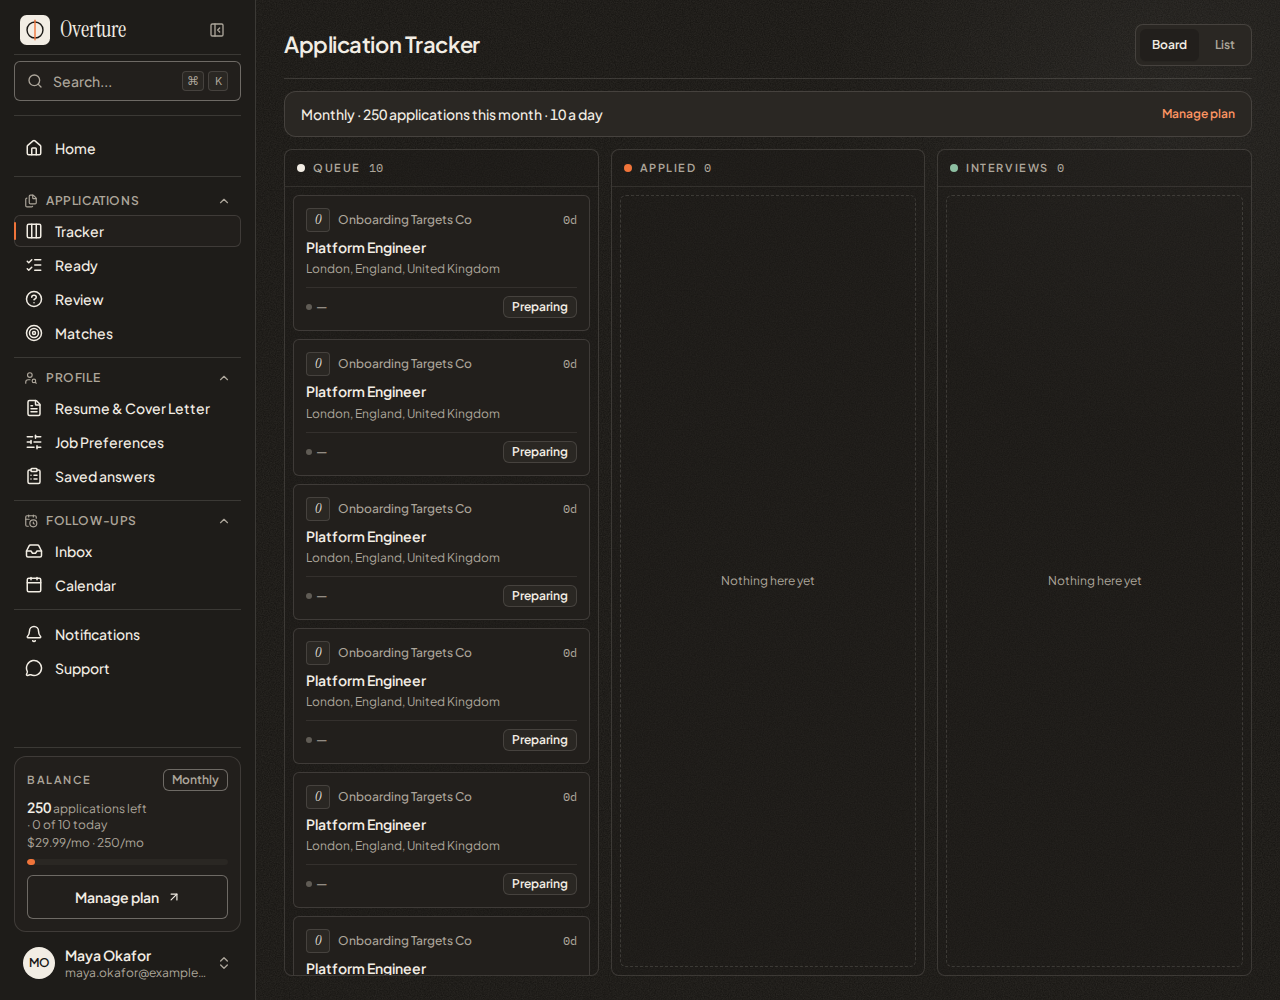 Overture
Search...
⌘ K
Home
APPLICATIONS
Tracker
Ready
Review
Matches
PROFILE
Resume & Cover Letter
Job Preferences
Saved answers
FOLLOW-UPS
Inbox
Calendar
Notifications
Support
BALANCE Monthly
250 applications left
· 0 of 10 today
$29.99/mo · 250/mo
Manage plan
MO
Maya Okafor
maya.okafor@example...
Application Tracker
Board List
Monthly · 250 applications this month · 10 a day
Manage plan
QUEUE 10
O Onboarding Targets Co 0d
Platform Engineer
London, England, United Kingdom
— Preparing
O Onboarding Targets Co 0d
Platform Engineer
London, England, United Kingdom
— Preparing
O Onboarding Targets Co 0d
Platform Engineer
London, England, United Kingdom
— Preparing
O Onboarding Targets Co 0d
Platform Engineer
London, England, United Kingdom
— Preparing
O Onboarding Targets Co 0d
Platform Engineer
London, England, United Kingdom
— Preparing
O Onboarding Targets Co 0d
Platform Engineer
APPLIED 0
Nothing here yet
INTERVIEWS 0
Nothing here yet